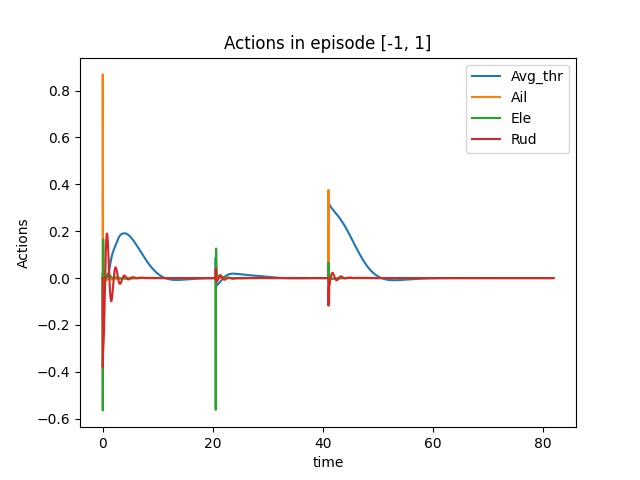 Actions in episode [-1, 1]
Avg_thr
Ail
Ele
Rud
Actions
0.8
0.6
0.4
0.2
0.0
−0.2
−0.4
−0.6
0 20 40 60 80
time